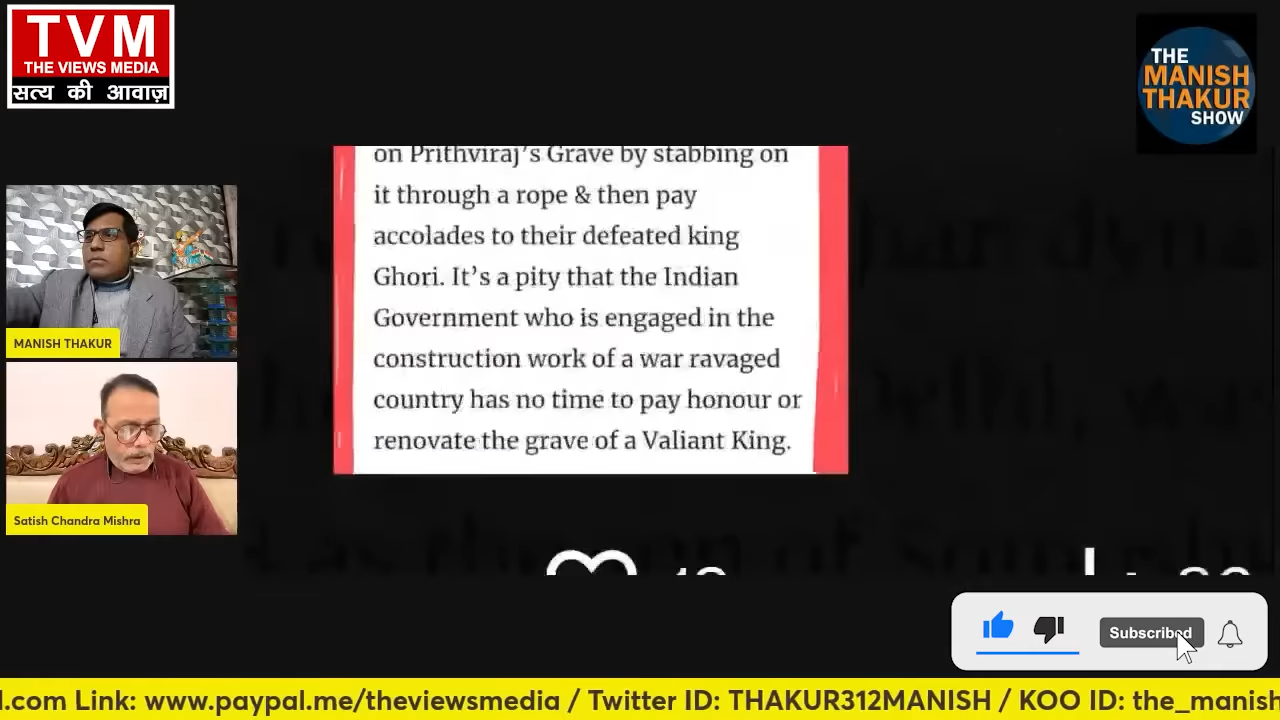 TVM
THE VIEWS MEDIA
सत्य की आवाज़
THE
MANISH
THAKUR
SHOW
on Prithviraj's Grave by stabbing on
it through a rope & then pay
accolades to their defeated king
Ghori. It's a pity that the Indian
Government who is engaged in the
construction work of a war ravaged
country has no time to pay honour or
renovate the grave of a Valiant King.
MANISH THAKUR
Satish Chandra Mishra
Subscribed
l.com Link: www.paypal.me/theviewsmedia / Twitter ID: THAKUR312MANISH / KOO ID: the_manish